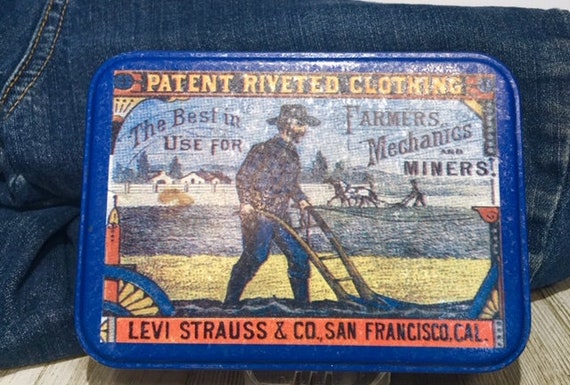 PATENT RIVETED CLOTHING
The Best in
USE FOR
FARMERS
Mechanics
AND
MINERS.
LEVI STRAUSS & CO., SAN FRANCISCO, CAL.